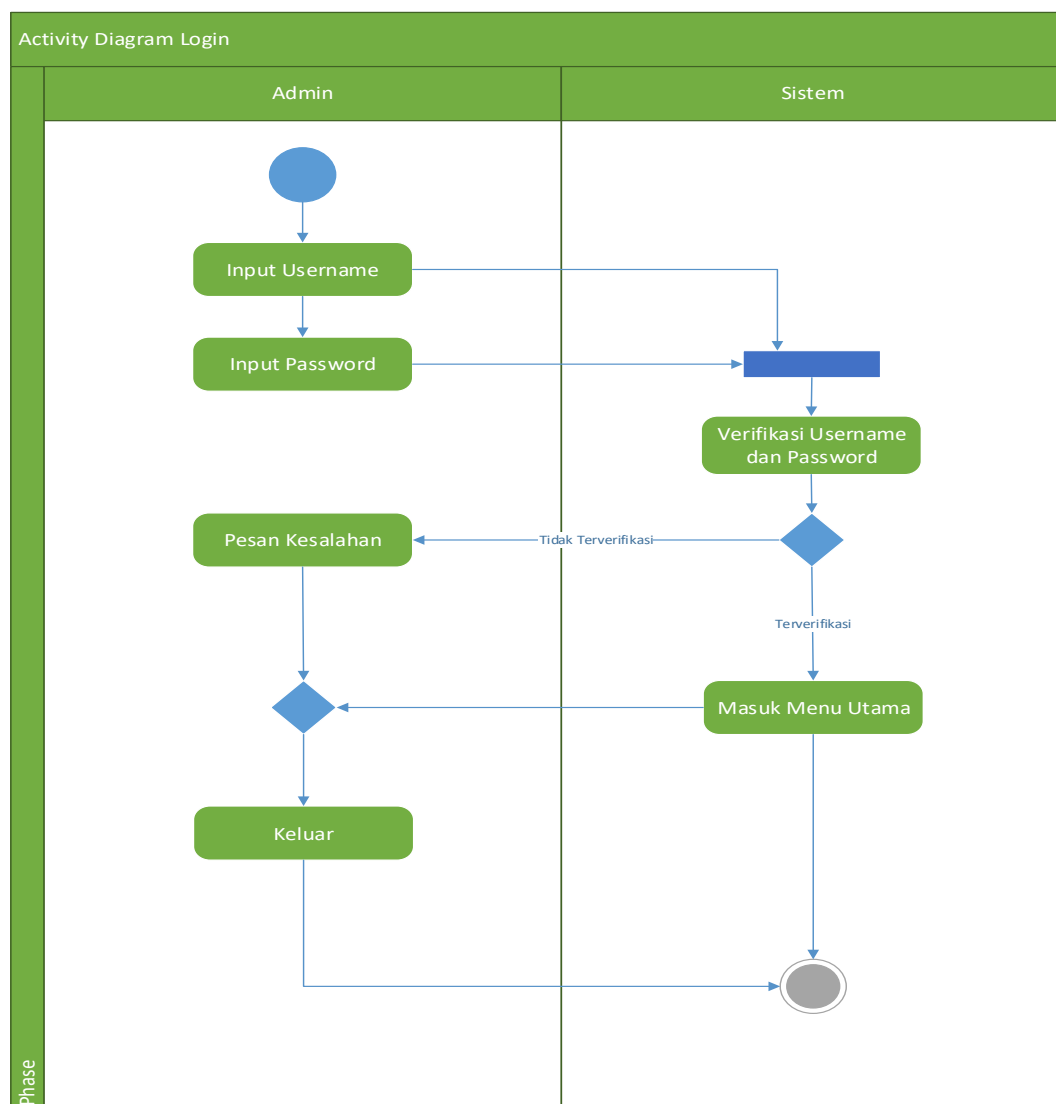 Activity Diagram Login
Admin
Sistem
Input Username
Input Password
Verifikasi Username
dan Password
Pesan Kesalahan
Tidak Terverifikasi
Terverifikasi
Masuk Menu Utama
Keluar
Phase